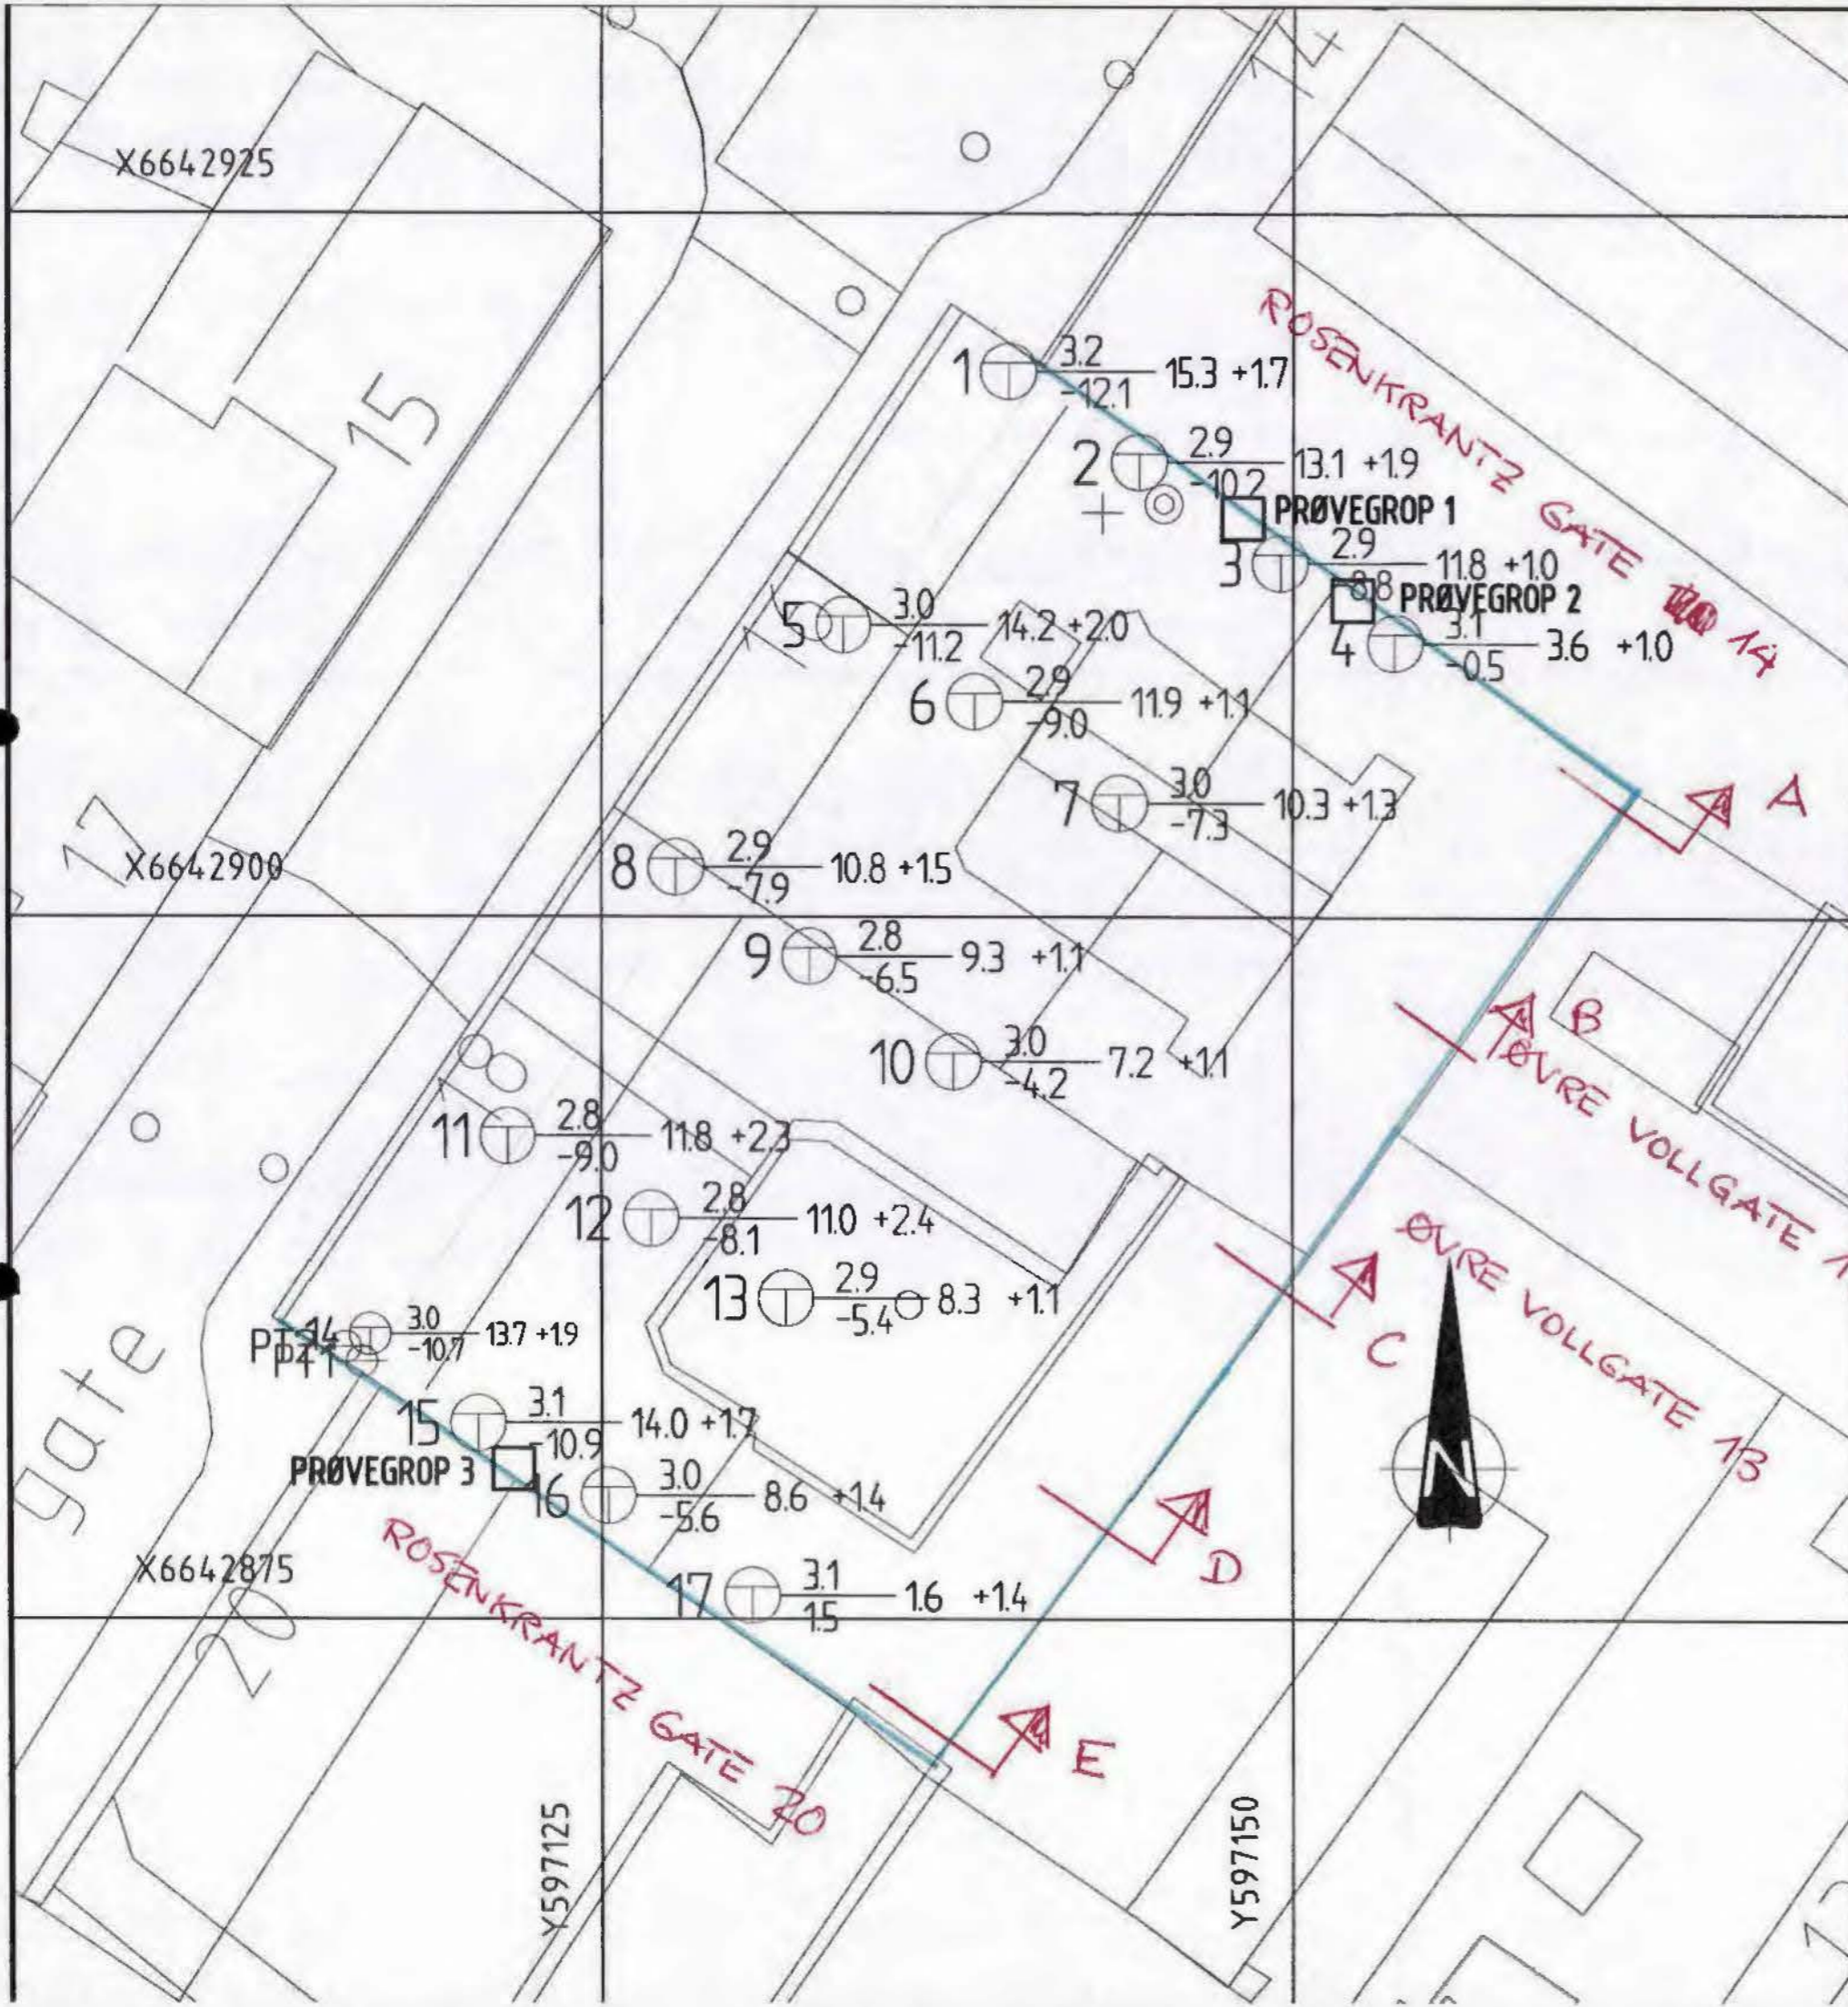 14
X6642925
15
1 3.2 -12.1 15.3 +1.7
ROSENKRANTZ GATE 14
2 2.9 -10.2 13.1 +1.9
PRØVEGROP 1
3 2.9 -8.8 11.8 +1.0
PRØVEGROP 2
4 3.1 -0.5 3.6 +1.0
5 3.0 -11.2 14.2 +2.0
6 2.9 -9.0 11.9 +1.1
7 3.0 -7.3 10.3 +1.3
A
17
X6642900
8 2.9 -7.9 10.8 +1.5
9 2.8 -6.5 9.3 +1.1
B
ØVRE VOLLGATE
10 3.0 -4.2 7.2 +1.1
11 2.8 -9.0 11.8 +2.3
12 2.8 -8.1 11.0 +2.4
ØVRE VOLLGATE 13
13 2.9 -5.4 8.3 +1.1
C
14 3.0 -10.7 13.7 +1.9
gate
15 3.1 -10.9 14.0 +1.7
PRØVEGROP 3
16 3.0 -5.6 8.6 +1.4
N
D
X6642875
20
ROSENKRANTZ GATE 20
17 3.1 1.5 1.6 +1.4
E
Y597125
Y597150